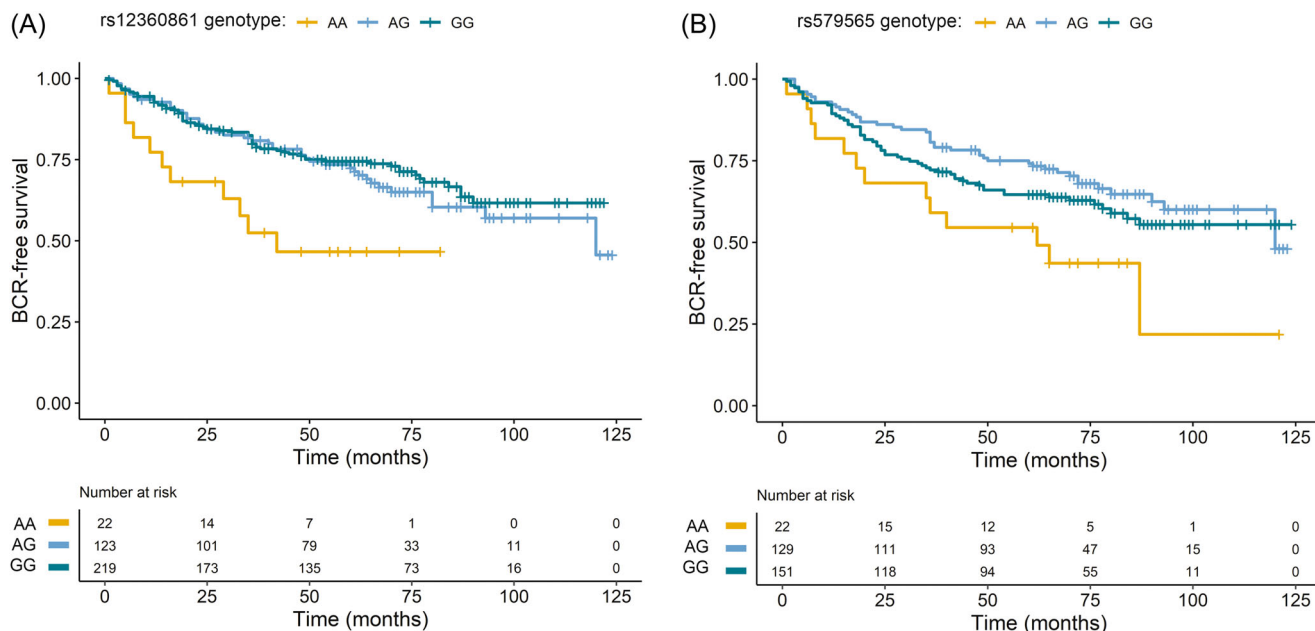 (A) rs12360861 genotype: AA AG GG
1.00
0.75
0.50
0.25
0.00
BCR-free survival
0 25 50 75 100 125
Time (months)
Number at risk
AA 22 14 7 1 0 0
AG 123 101 79 33 11 0
GG 219 173 135 73 16 0
0 25 50 75 100 125
Time (months)
(B) rs579565 genotype: AA AG GG
1.00
0.75
0.50
0.25
0.00
BCR-free survival
0 25 50 75 100 125
Time (months)
Number at risk
AA 22 15 12 5 1 0
AG 129 111 93 47 15 0
GG 151 118 94 55 11 0
0 25 50 75 100 125
Time (months)